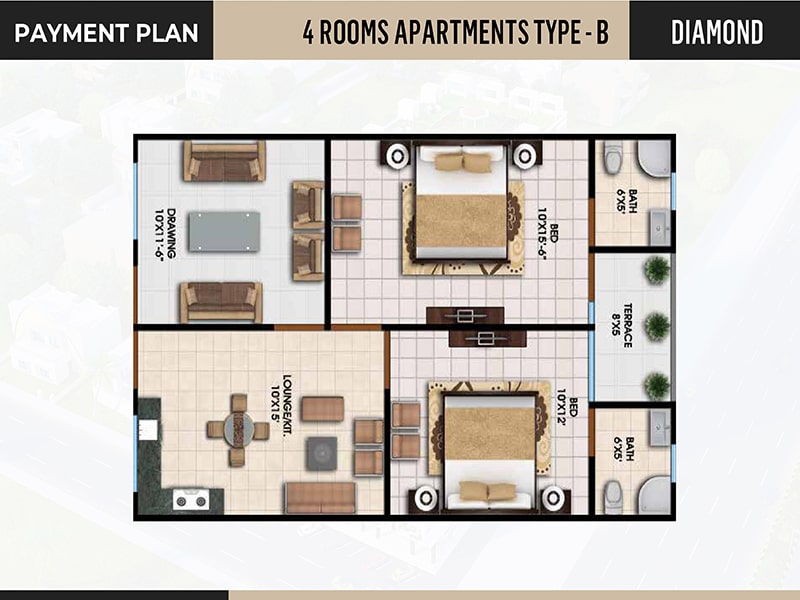 PAYMENT PLAN
4 ROOMS APARTMENTS TYPE - B
DIAMOND
DRAWING
10'X11'-6"
BED
10'X15'-6"
BATH
6'X5'
TERRACE
8'X5
LOUNGE/KIT.
10'X15'
BED
10'X12'
BATH
6'X5'